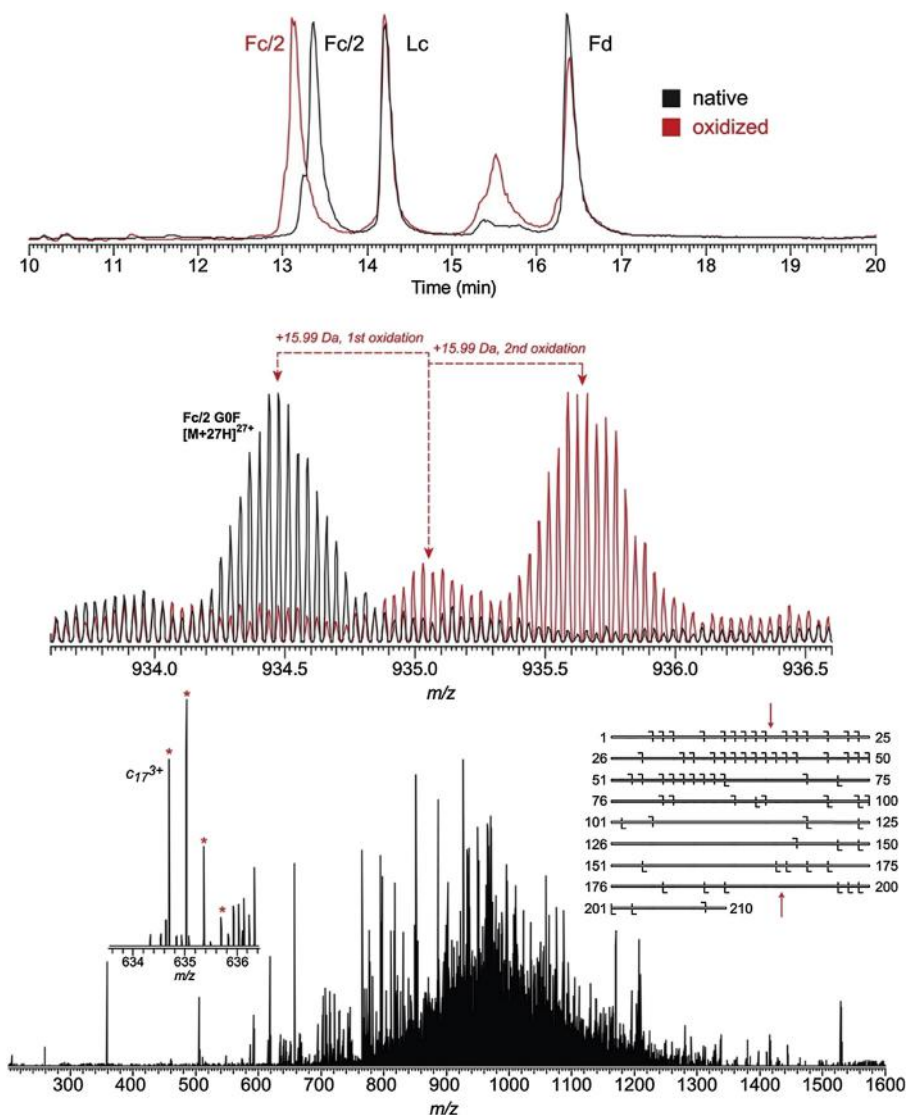 Fc/2 Fc/2 Lc Fd
native
oxidized
10 11 12 13 14 15 16 17 18 19 20
Time (min)
+15.99 Da, 1st oxidation
+15.99 Da, 2nd oxidation
Fc/2 G0F
[M+27H]27+
934.0 934.5 935.0 935.5 936.0 936.5
m/z
c173+
* * * *
634 635 636
m/z
1 25
26 50
51 75
76 100
101 125
126 150
151 175
176 200
201 210
300 400 500 600 700 800 900 1000 1100 1200 1300 1400 1500 1600
m/z